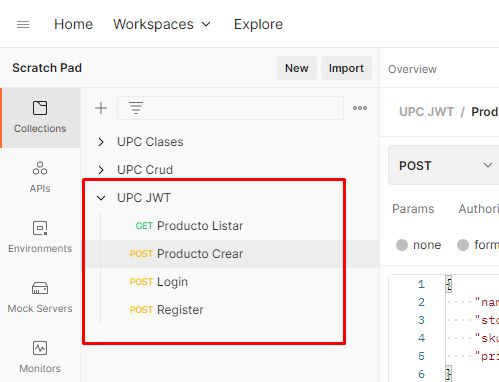 Home Workspaces Explore
Scratch Pad New Import Overview
Collections
APIs
Environments
Mock Servers
Monitors
UPC Clases
UPC Crud
UPC JWT
GET Producto Listar
POST Producto Crear
POST Login
POST Register
UPC JWT / Prod
POST
Params Authori
none form
1 {
2 "nam
3 "sto
4 "sku
5 "pri
6 }